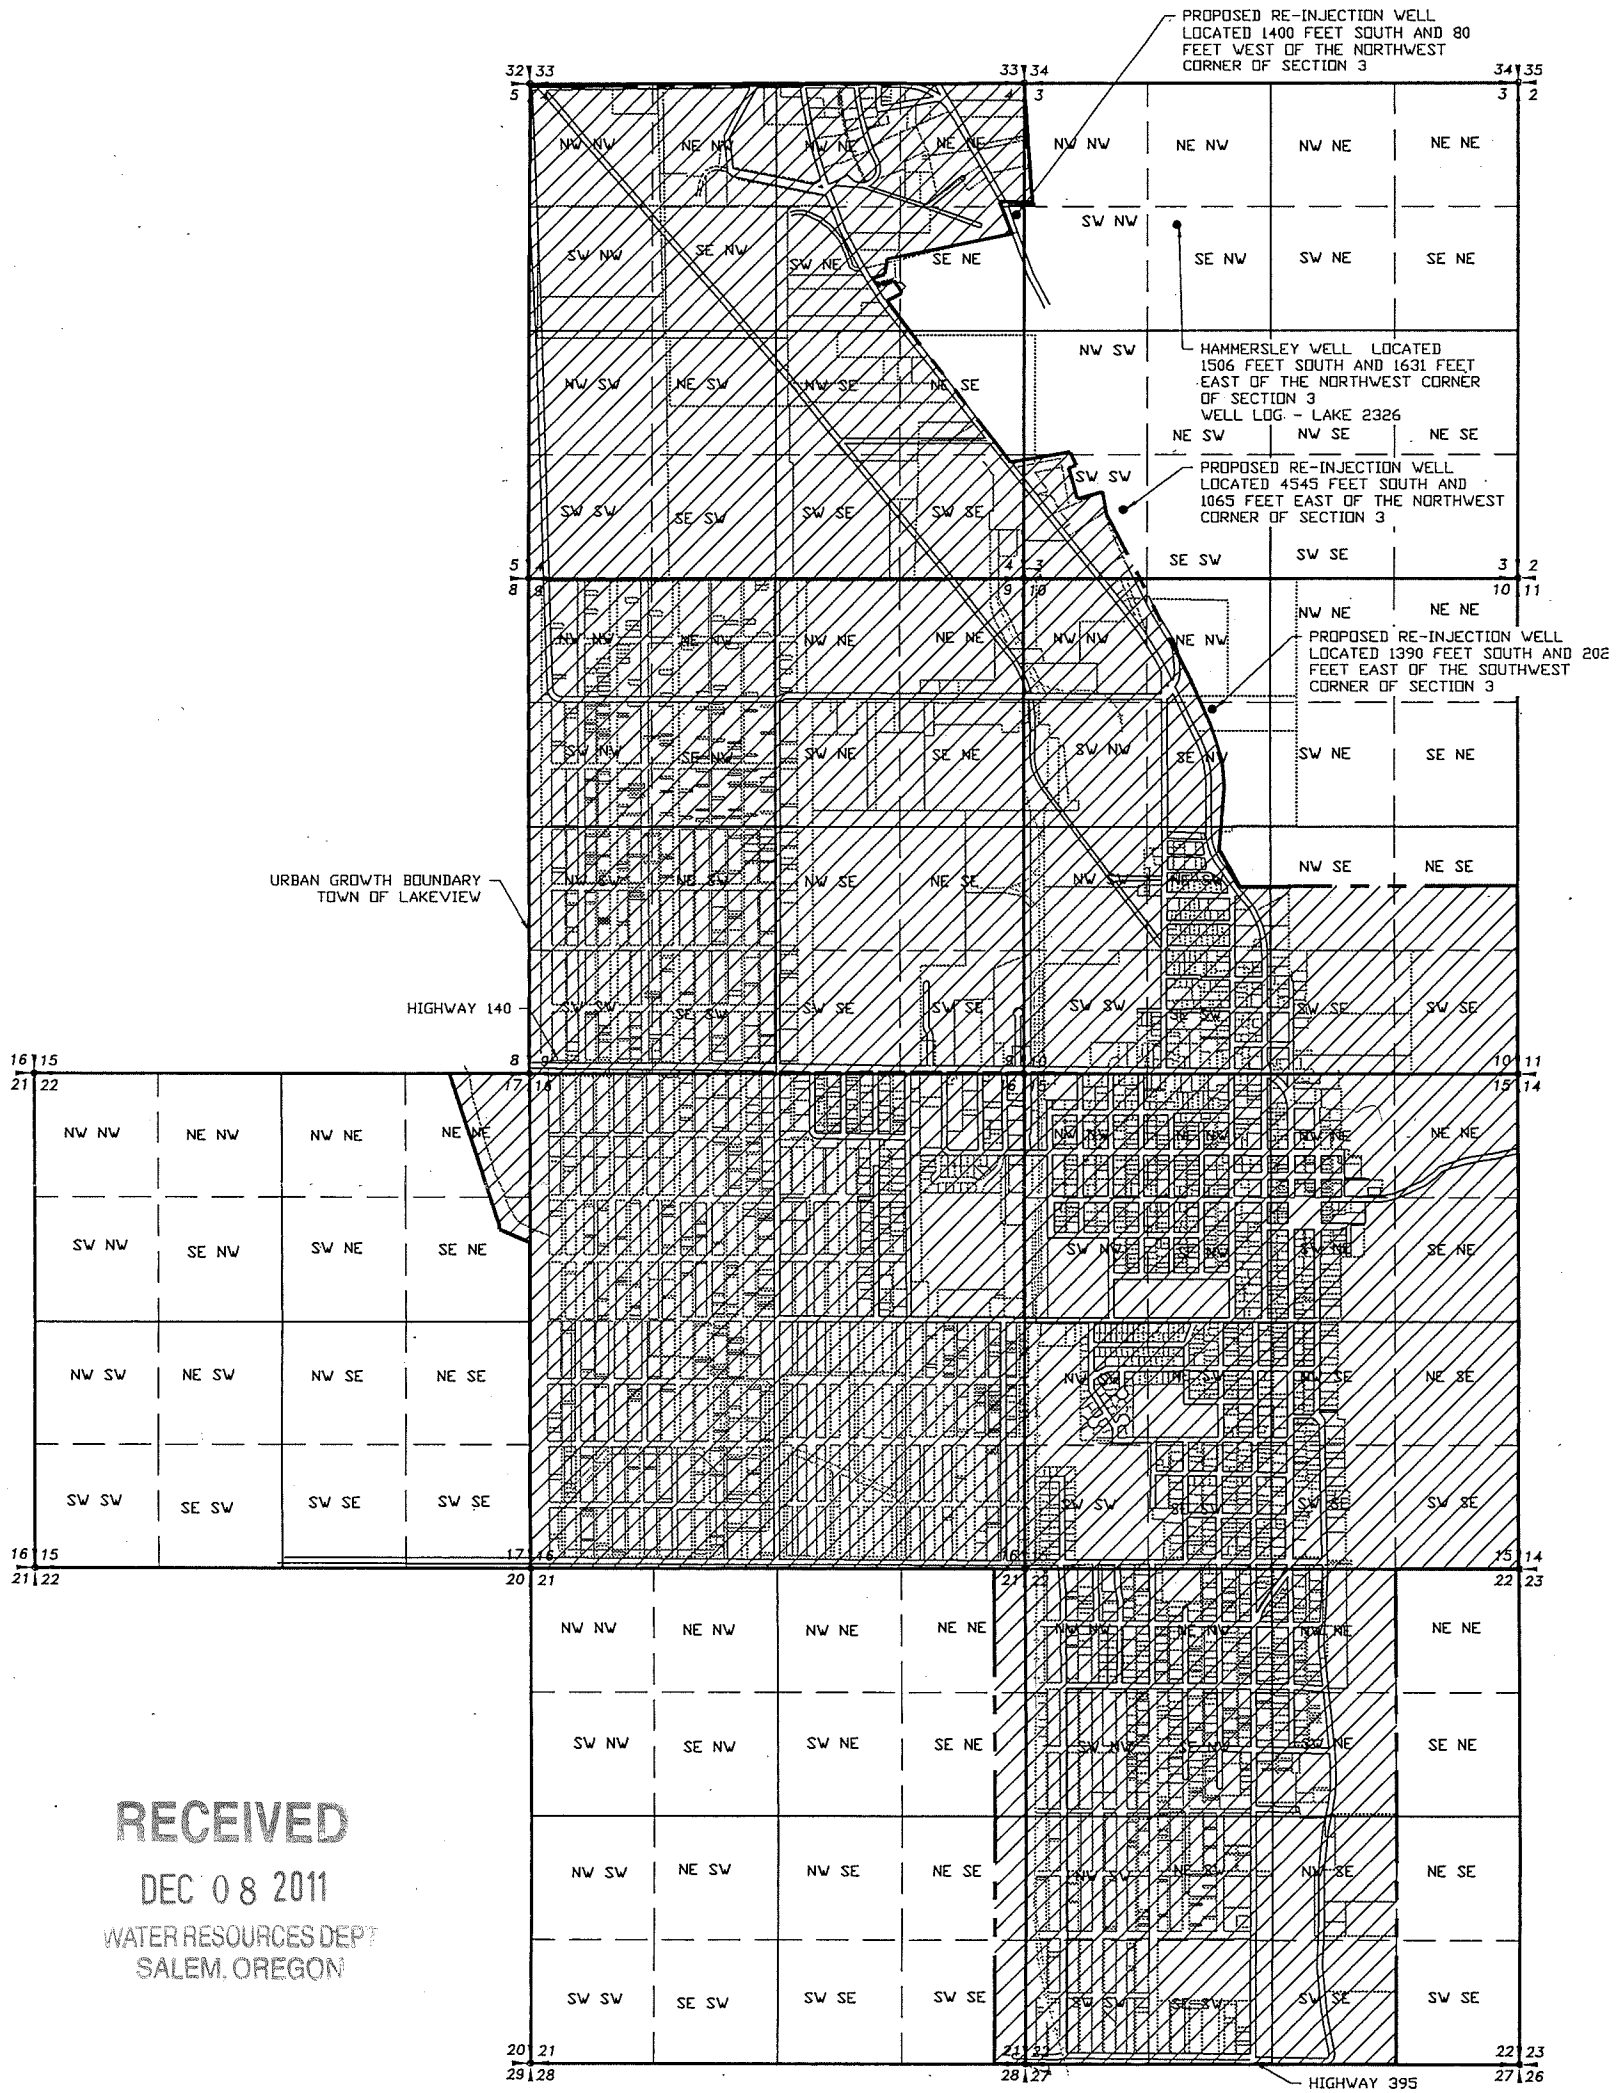 PROPOSED RE-INJECTION WELL
LOCATED 1400 FEET SOUTH AND 80
FEET WEST OF THE NORTHWEST
CORNER OF SECTION 3
32 33
33 34
34 35
5 4
4 3
3 2
NW NW NE NW NW NE NE NE NW NW NE NW NW NE NE NE
SW NW
SW NW SE NW SW NE SE NE SE NW SW NE SE NE
NW SW
HAMMERSLEY WELL LOCATED
1506 FEET SOUTH AND 1631 FEET
EAST OF THE NORTHWEST CORNER
OF SECTION 3
WELL LOG - LAKE 2326
NW SW NE SW NW SE NE SE
NE SW NW SE NE SE
SW SW
PROPOSED RE-INJECTION WELL
LOCATED 4545 FEET SOUTH AND
1065 FEET EAST OF THE NORTHWEST
CORNER OF SECTION 3
SW SW SE SW SW SE SW SE
SE SW SW SE
5 4 4 3 3 2
8 9 9 10 10 11
NW NW NE NW NW NE NE NE NW NW NE NW NW NE NE NE
PROPOSED RE-INJECTION WELL
LOCATED 1390 FEET SOUTH AND 202
FEET EAST OF THE SOUTHWEST
CORNER OF SECTION 3
SW NW SE NW SW NE SE NE SW NW SE NW SW NE SE NE
URBAN GROWTH BOUNDARY
TOWN OF LAKEVIEW
NW SW NE SW NW SE NE SE NW SW NE SW NW SE NE SE
HIGHWAY 140
SW SW SE SW SW SE SW SE SW SW SE SW SW SE SW SE
16 15 8 9 9 10 10 11
21 22 17 16 16 15 15 14
NW NW NE NW NW NE NE NE NW NW NE NW NW NE NE NE
SW NW SE NW SW NE SE NE SW NW SE NW SW NE SE NE
NW SW NE SW NW SE NE SE NW SW NE SW NW SE NE SE
SW SW SE SW SW SE SW SE SW SW SE SW SW SE SW SE
16 15 17 16 16 15 15 14
21 22 20 21 21 22 22 23
NW NW NE NW NW NE NE NE NW NW NE NW NW NE NE NE
SW NW SE NW SW NE SE NE SW NW SE NW SW NE SE NE
NW SW NE SW NW SE NE SE NW SW NE SW NW SE NE SE
SW SW SE SW SW SE SW SE SW SW SE SW SW SE SW SE
20 21 21 22 22 23
29 28 28 27 27 26
HIGHWAY 395
RECEIVED
DEC 08 2011
WATER RESOURCES DEPT
SALEM, OREGON